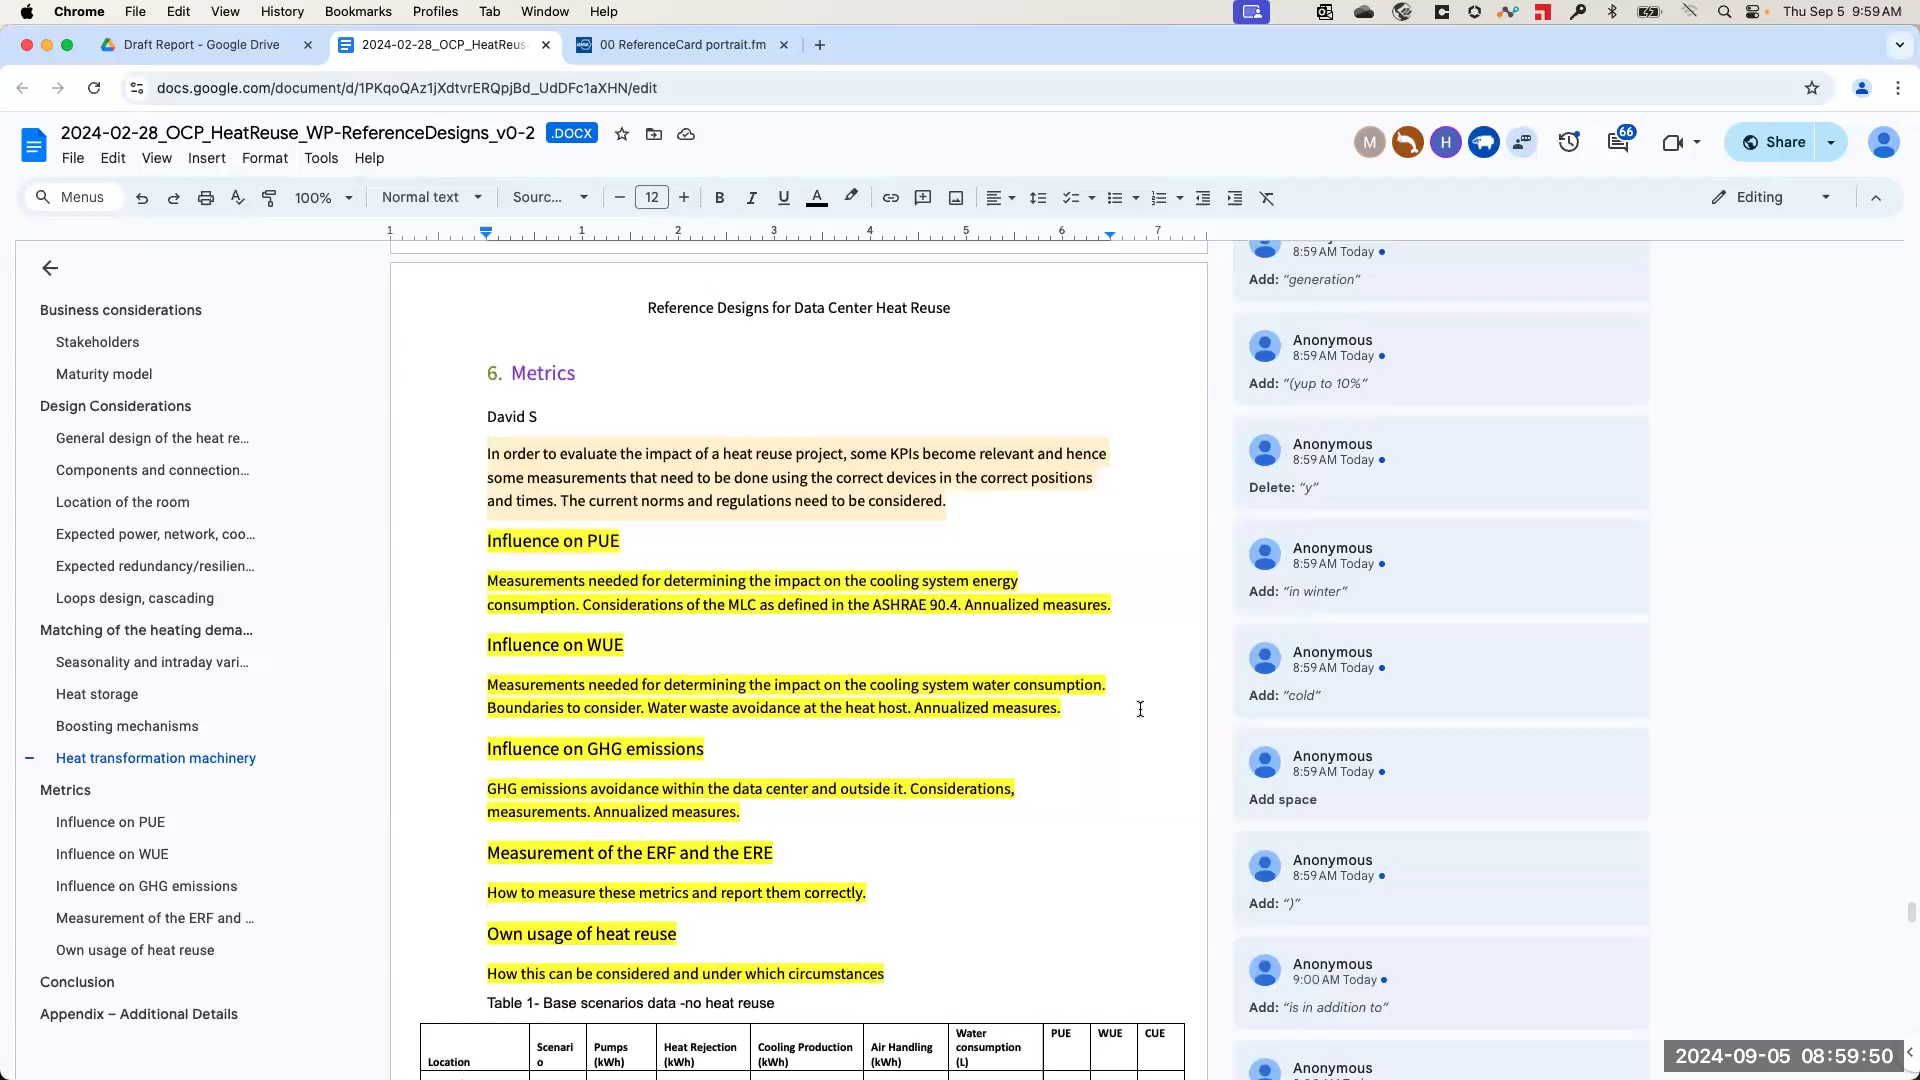 Chrome File Edit View History Bookmarks Profiles Tab Window Help Thu Sep 5 9:59 AM
Draft Report - Google Drive 2024-02-28_OCP_HeatReus 00 ReferenceCard portrait.fm
docs.google.com/document/d/1PKqoQAz1jXdtvrERQpjBd_UdDFc1aXHN/edit
2024-02-28_OCP_HeatReuse_WP-ReferenceDesigns_v0-2 .DOCX
M H 66 Share
File Edit View Insert Format Tools Help
Menus 100% Normal text Sourc... 12 B I U A Editing
1 1 2 3 4 5 6 7
Business considerations
Stakeholders
Maturity model
Design Considerations
General design of the heat re...
Components and connection...
Location of the room
Expected power, network, coo...
Expected redundancy/resilien...
Loops design, cascading
Matching of the heating dema...
Seasonality and intraday vari...
Heat storage
Boosting mechanisms
Heat transformation machinery
Metrics
Influence on PUE
Influence on WUE
Influence on GHG emissions
Measurement of the ERF and ...
Own usage of heat reuse
Conclusion
Appendix – Additional Details
Reference Designs for Data Center Heat Reuse
6. Metrics
David S
In order to evaluate the impact of a heat reuse project, some KPIs become relevant and hence
some measurements that need to be done using the correct devices in the correct positions
and times. The current norms and regulations need to be considered.
Influence on PUE
Measurements needed for determining the impact on the cooling system energy
consumption. Considerations of the MLC as defined in the ASHRAE 90.4. Annualized measures.
Influence on WUE
Measurements needed for determining the impact on the cooling system water consumption.
Boundaries to consider. Water waste avoidance at the heat host. Annualized measures.
Influence on GHG emissions
GHG emissions avoidance within the data center and outside it. Considerations,
measurements. Annualized measures.
Measurement of the ERF and the ERE
How to measure these metrics and report them correctly.
Own usage of heat reuse
How this can be considered and under which circumstances
Table 1- Base scenarios data -no heat reuse
Water PUE WUE CUE
Scenari Pumps Heat Rejection Cooling Production Air Handling consumption
Location o (kWh) (kWh) (kWh) (kWh) (L)
8:59 AM Today
Add: “generation”
Anonymous
8:59 AM Today
Add: “(yup to 10%”
Anonymous
8:59 AM Today
Delete: “y”
Anonymous
8:59 AM Today
Add: “in winter”
Anonymous
8:59 AM Today
Add: “cold”
Anonymous
8:59 AM Today
Add space
Anonymous
8:59 AM Today
Add: “)”
Anonymous
9:00 AM Today
Add: “is in addition to”
Anonymous
2024-09-05 08:59:50